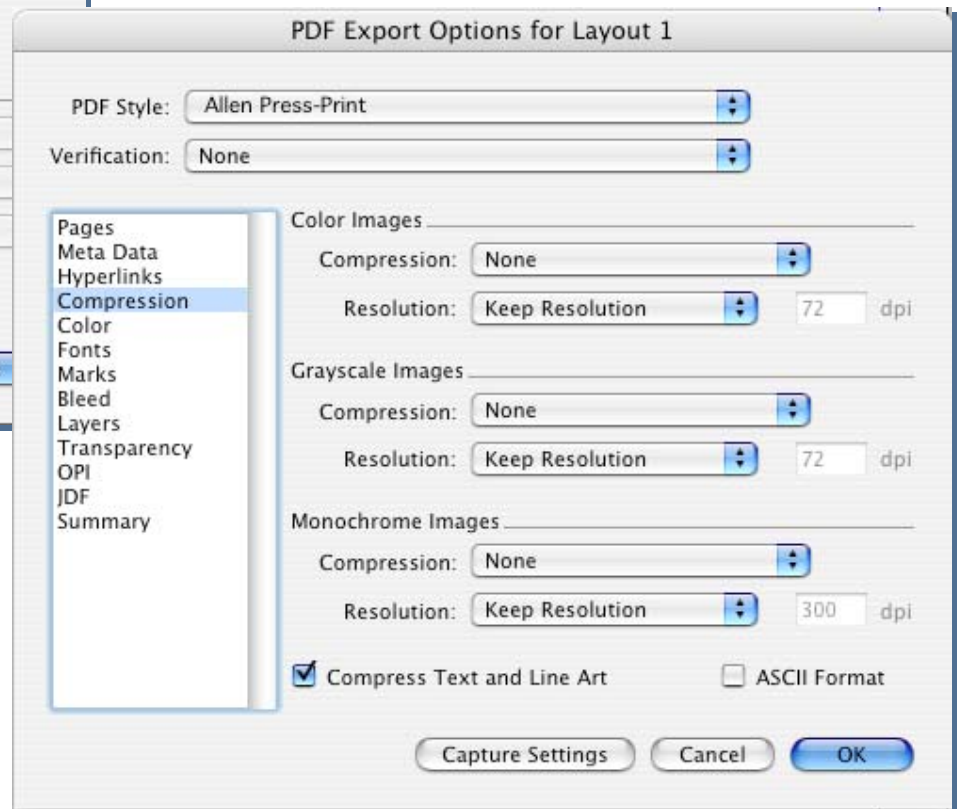 PDF Export Options for Layout 1
PDF Style: Allen Press-Print
Verification: None
Pages
Meta Data
Hyperlinks
Compression
Color
Fonts
Marks
Bleed
Layers
Transparency
OPI
JDF
Summary
Color Images
Compression: None
Resolution: Keep Resolution 72 dpi
Grayscale Images
Compression: None
Resolution: Keep Resolution 72 dpi
Monochrome Images
Compression: None
Resolution: Keep Resolution 300 dpi
Compress Text and Line Art ASCII Format
Capture Settings Cancel OK